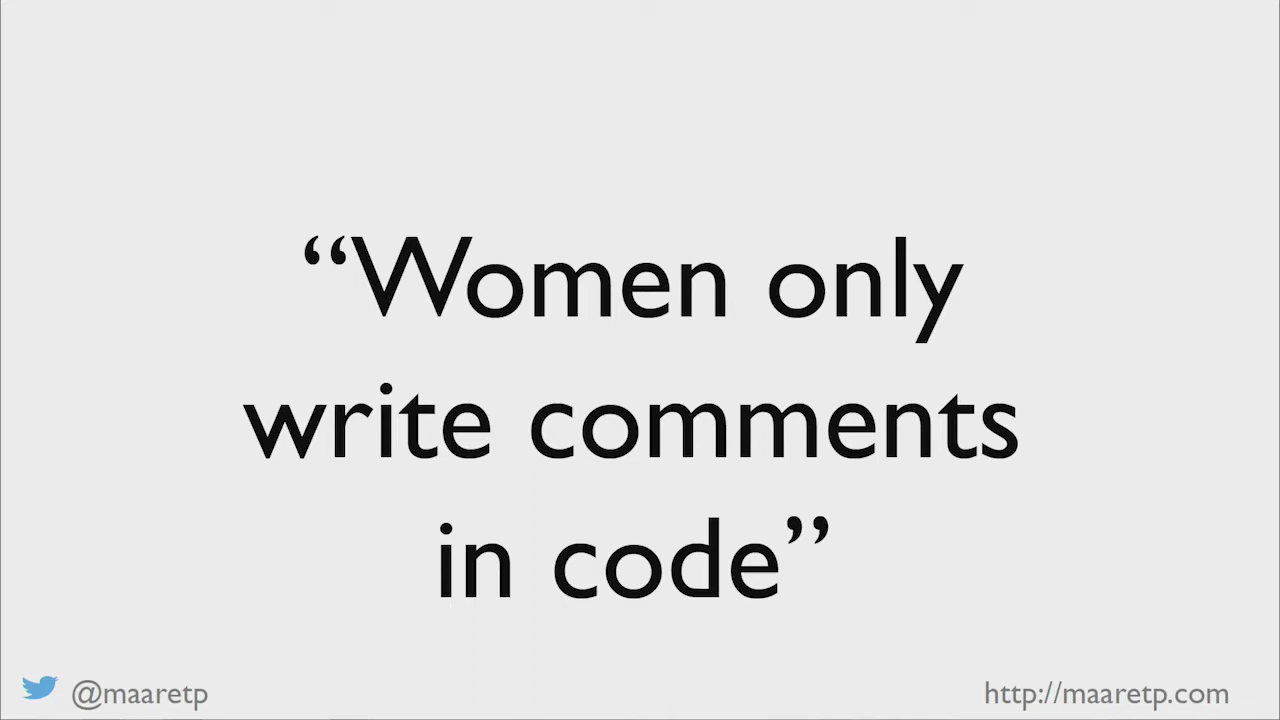 “Women only
write comments
in code”
@maaretp
http://maaretp.com